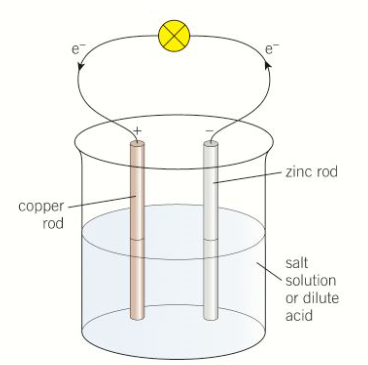 e⁻
e⁻
+
−
zinc rod
copper
rod
salt
solution
or dilute
acid